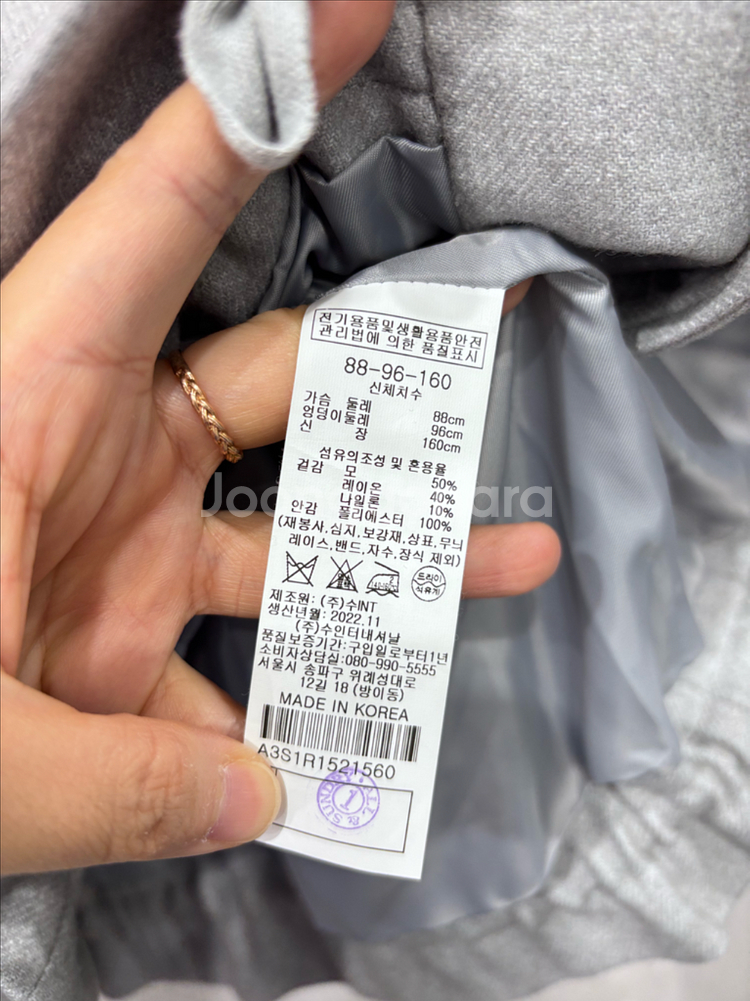 전기용품및생활용품안전
관리법에 의한 품질표시
88-96-160
신체치수
가슴 둘레 88cm
엉덩이둘레 96cm
신 장 160cm
섬유의조성 및 혼용율
겉감 모 50%
레이온 40%
나일론 10%
안감 폴리에스터 100%
(재봉사,심지,보강재,상표,무늬
레이스,밴드,자수,장식 제외)
드라이
석유계
제조원: (주)수INT
생산년월: 2022.11
(주)수인터내셔날
품질보증기간:구입일로부터1년
소비자상담실:080-990-5555
서울시 송파구 위례성대로
12길 18 (방이동)
MADE IN KOREA
A3S1R1521560
1